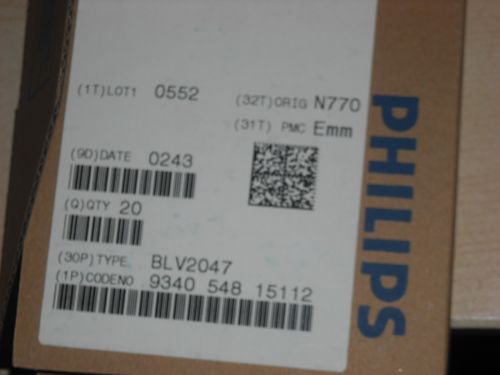 (1T)LOT1 0552
(32T)ORIG N770
(31T) PMC Emm
(9D)DATE 0243
(Q)QTY 20
(30P)TYPE BLV2047
(1P)CODENO 9340 548 15112
PHILIPS